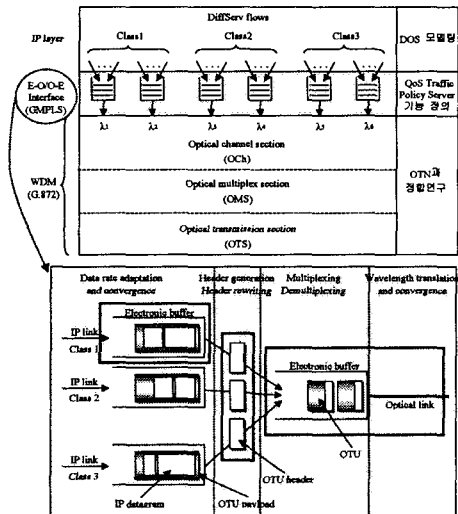 DiffServ flows
IP layer
Class1
Class2
Class3
DOS 모델링
E-O/O-E
Interface
(GMPLS)
QoS Traffic
Policy Server
기능 정의
λ1
λ2
λ3
λ4
λ5
λ6
Optical channel section
(OCh)
WDM
(G.872)
Optical multiplex section
(OMS)
OTN과
정합연구
Optical transmission section
(OTS)
Data rate adaptation
and convergence
Header generation
Header rewriting
Multiplexing
Demultiplexing
Wavelength translation
and convergence
Electronic buffer
IP link
Class 1
Electronic buffer
IP link
Class 2
Optical link
OTU
IP link
Class 3
OTU header
IP datagram
OTU payload